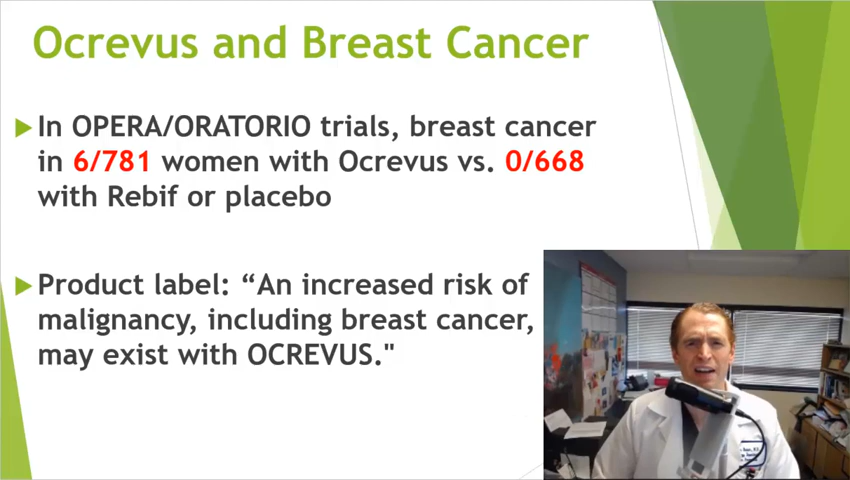 Ocrevus and Breast Cancer
In OPERA/ORATORIO trials, breast cancer
in 6/781 women with Ocrevus vs. 0/668
with Rebif or placebo
Product label: “An increased risk of
malignancy, including breast cancer,
may exist with OCREVUS."